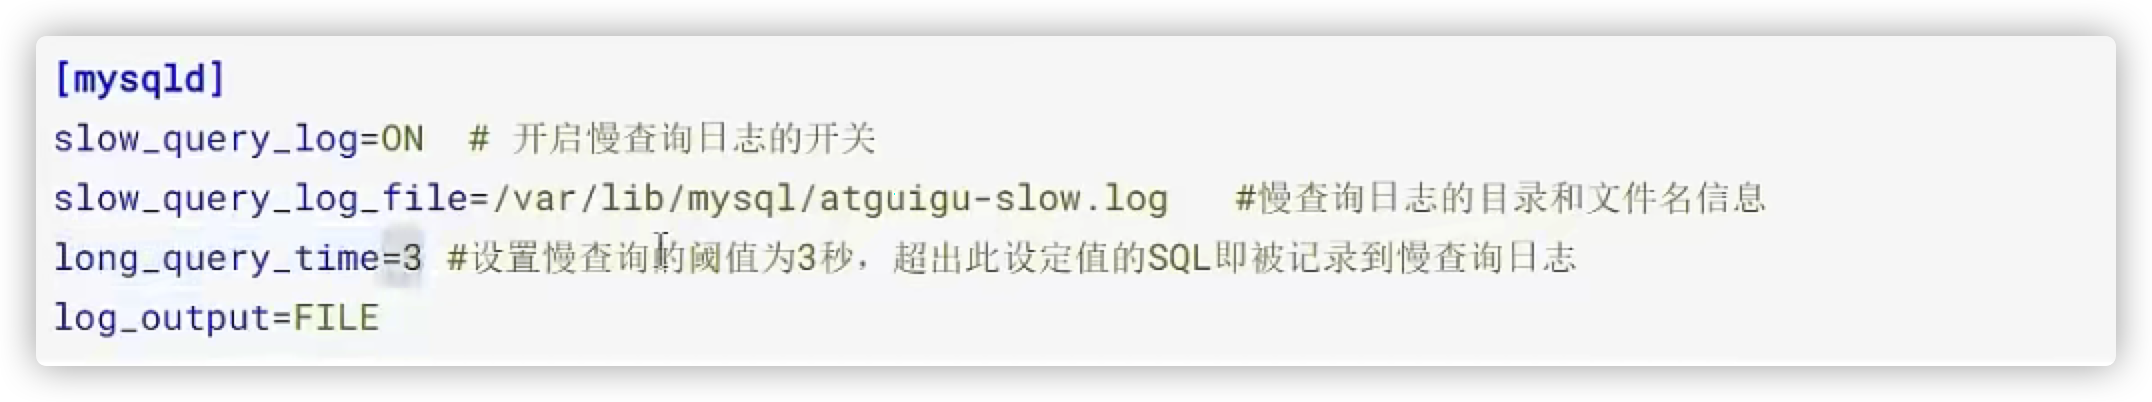 [mysqld]
slow_query_log=ON  # 开启慢查询日志的开关
slow_query_log_file=/var/lib/mysql/atguigu-slow.log   #慢查询日志的目录和文件名信息
long_query_time=3 #设置慢查询的阈值为3秒，超出此设定值的SQL即被记录到慢查询日志
log_output=FILE